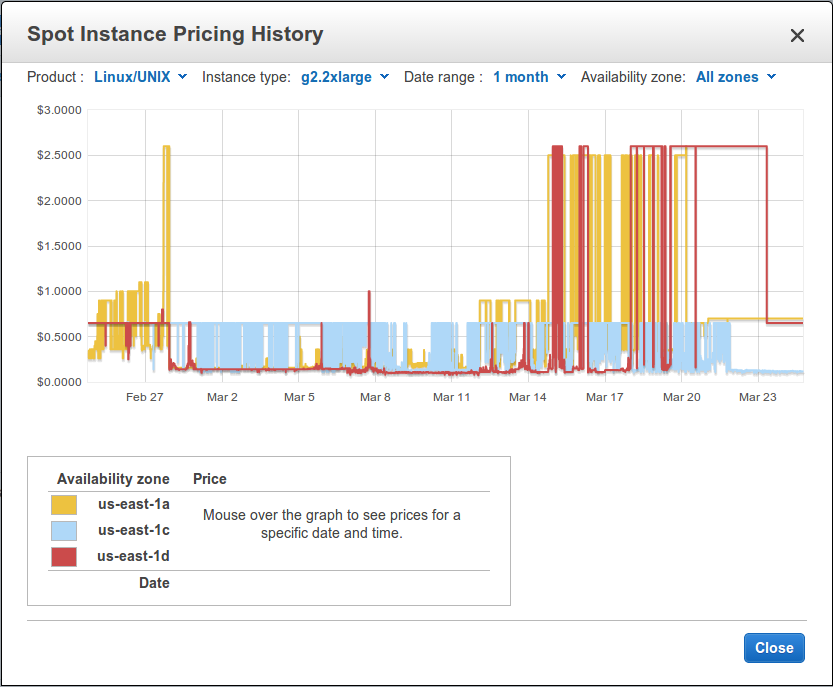 Spot Instance Pricing History
Product : Linux/UNIX Instance type: g2.2xlarge Date range : 1 month Availability zone: All zones
$3.0000
$2.5000
$2.0000
$1.5000
$1.0000
$0.5000
$0.0000
Feb 27 Mar 2 Mar 5 Mar 8 Mar 11 Mar 14 Mar 17 Mar 20 Mar 23
Availability zone Price
us-east-1a
us-east-1c
us-east-1d
Mouse over the graph to see prices for a
specific date and time.
Date
Close